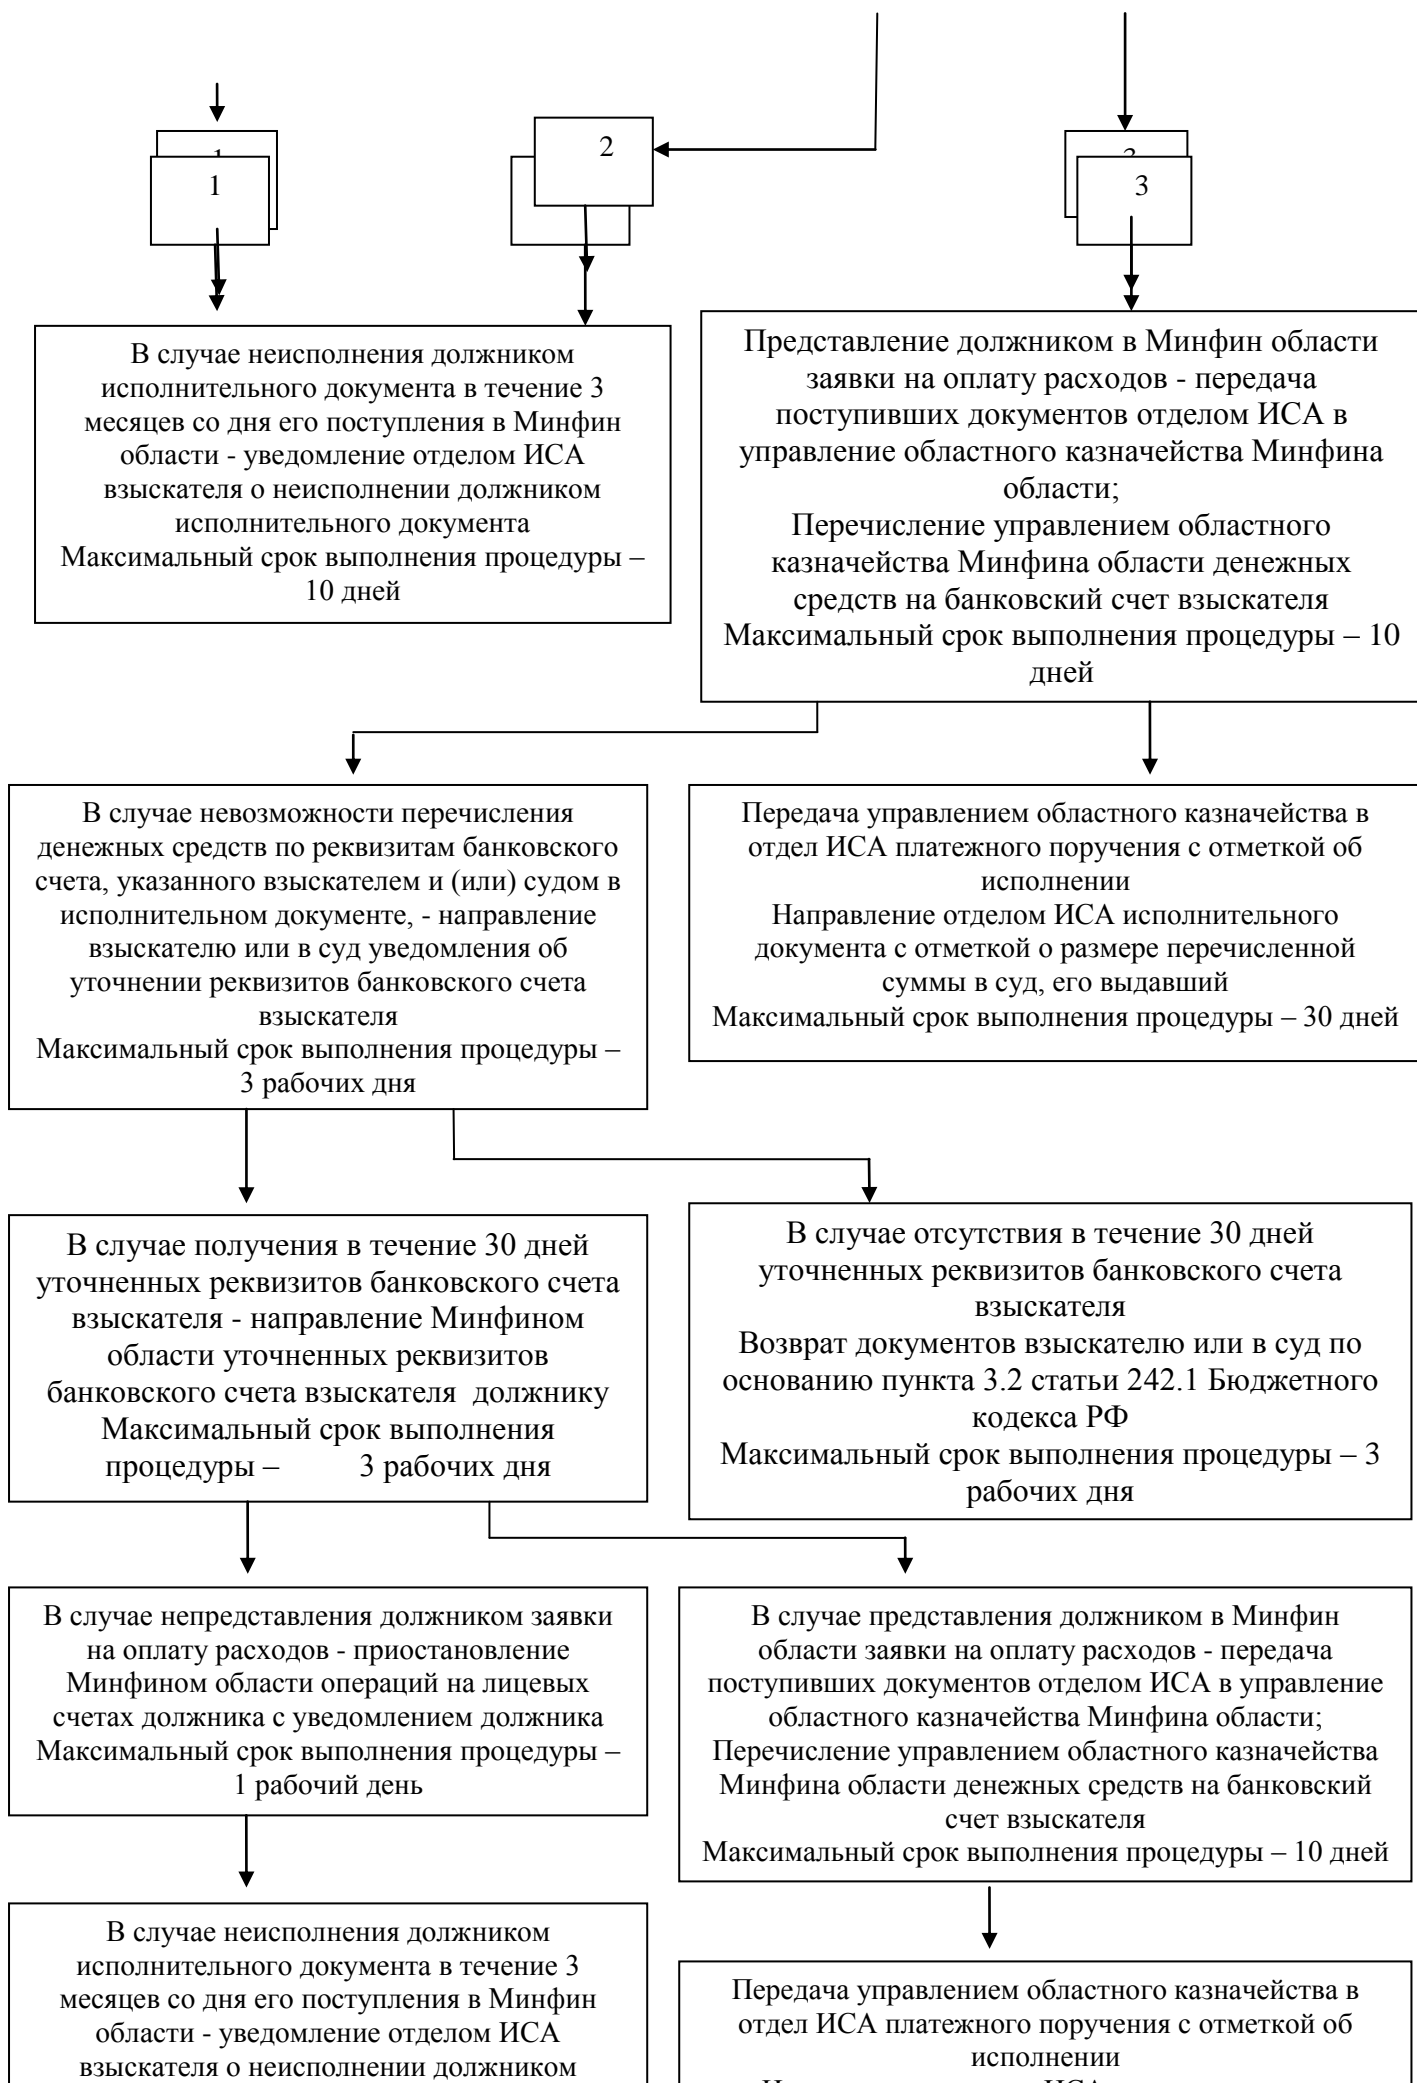 2
1
3
В случае неисполнения должником
исполнительного документа в течение 3
месяцев со дня его поступления в Минфин
области - уведомление отделом ИСА
взыскателя о неисполнении должником
исполнительного документа
Максимальный срок выполнения процедуры –
10 дней
Представление должником в Минфин области
заявки на оплату расходов - передача
поступивших документов отделом ИСА в
управление областного казначейства Минфина
области;
Перечисление управлением областного
казначейства Минфина области денежных
средств на банковский счет взыскателя
Максимальный срок выполнения процедуры – 10
дней
В случае невозможности перечисления
денежных средств по реквизитам банковского
счета, указанного взыскателем и (или) судом в
исполнительном документе, - направление
взыскателю или в суд уведомления об
уточнении реквизитов банковского счета
взыскателя
Максимальный срок выполнения процедуры –
3 рабочих дня
Передача управлением областного казначейства в
отдел ИСА платежного поручения с отметкой об
исполнении
Направление отделом ИСА исполнительного
документа с отметкой о размере перечисленной
суммы в суд, его выдавший
Максимальный срок выполнения процедуры – 30 дней
В случае получения в течение 30 дней
уточненных реквизитов банковского счета
взыскателя - направление Минфином
области уточненных реквизитов
банковского счета взыскателя должнику
Максимальный срок выполнения
процедуры – 3 рабочих дня
В случае отсутствия в течение 30 дней
уточненных реквизитов банковского счета
взыскателя
Возврат документов взыскателю или в суд по
основанию пункта 3.2 статьи 242.1 Бюджетного
кодекса РФ
Максимальный срок выполнения процедуры – 3
рабочих дня
В случае непредставления должником заявки
на оплату расходов - приостановление
Минфином области операций на лицевых
счетах должника с уведомлением должника
Максимальный срок выполнения процедуры –
1 рабочий день
В случае представления должником в Минфин
области заявки на оплату расходов - передача
поступивших документов отделом ИСА в управление
областного казначейства Минфина области;
Перечисление управлением областного казначейства
Минфина области денежных средств на банковский
счет взыскателя
Максимальный срок выполнения процедуры – 10 дней
В случае неисполнения должником
исполнительного документа в течение 3
месяцев со дня его поступления в Минфин
области - уведомление отделом ИСА
взыскателя о неисполнении должником
Передача управлением областного казначейства в
отдел ИСА платежного поручения с отметкой об
исполнении